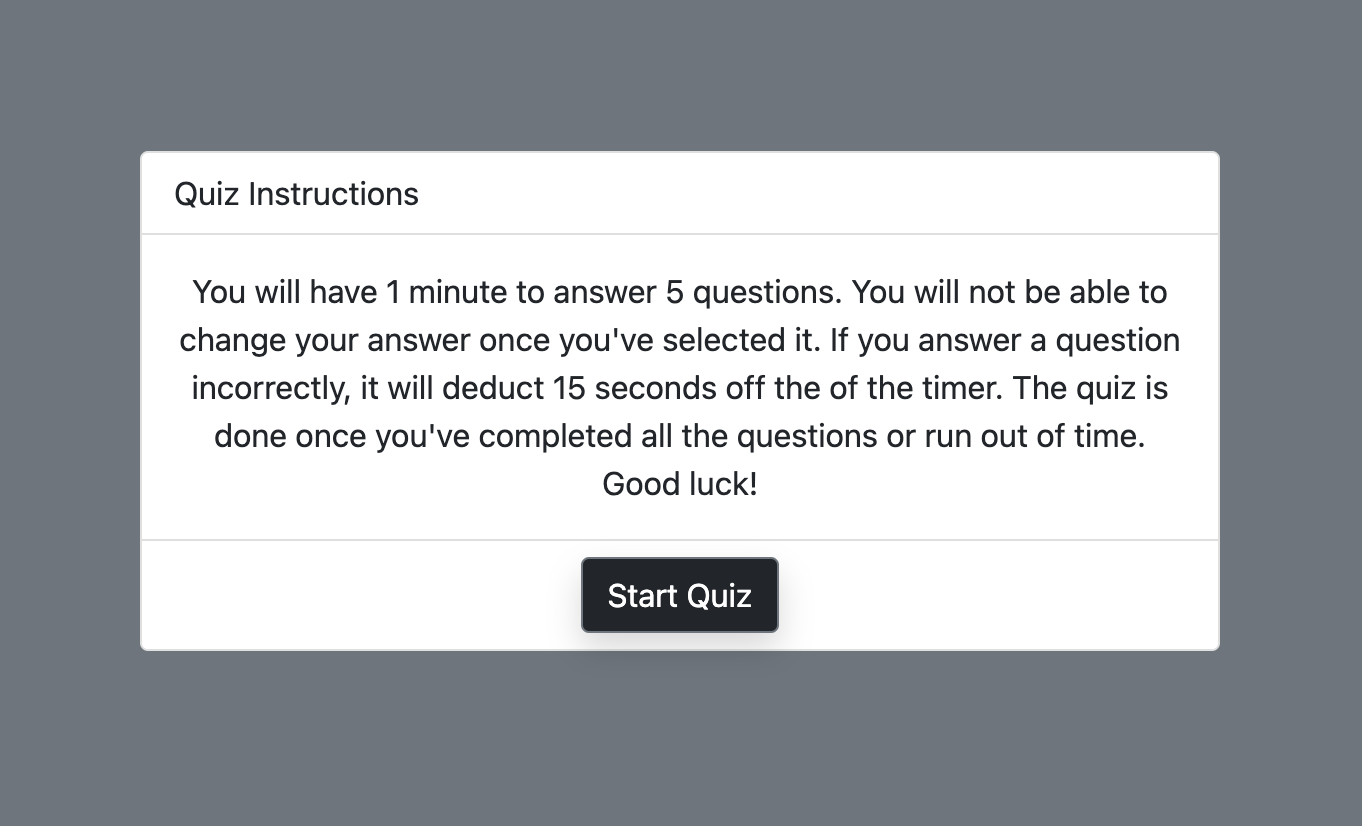 Quiz Instructions
You will have 1 minute to answer 5 questions. You will not be able to
change your answer once you've selected it. If you answer a question
incorrectly, it will deduct 15 seconds off the of the timer. The quiz is
done once you've completed all the questions or run out of time.
Good luck!
Start Quiz